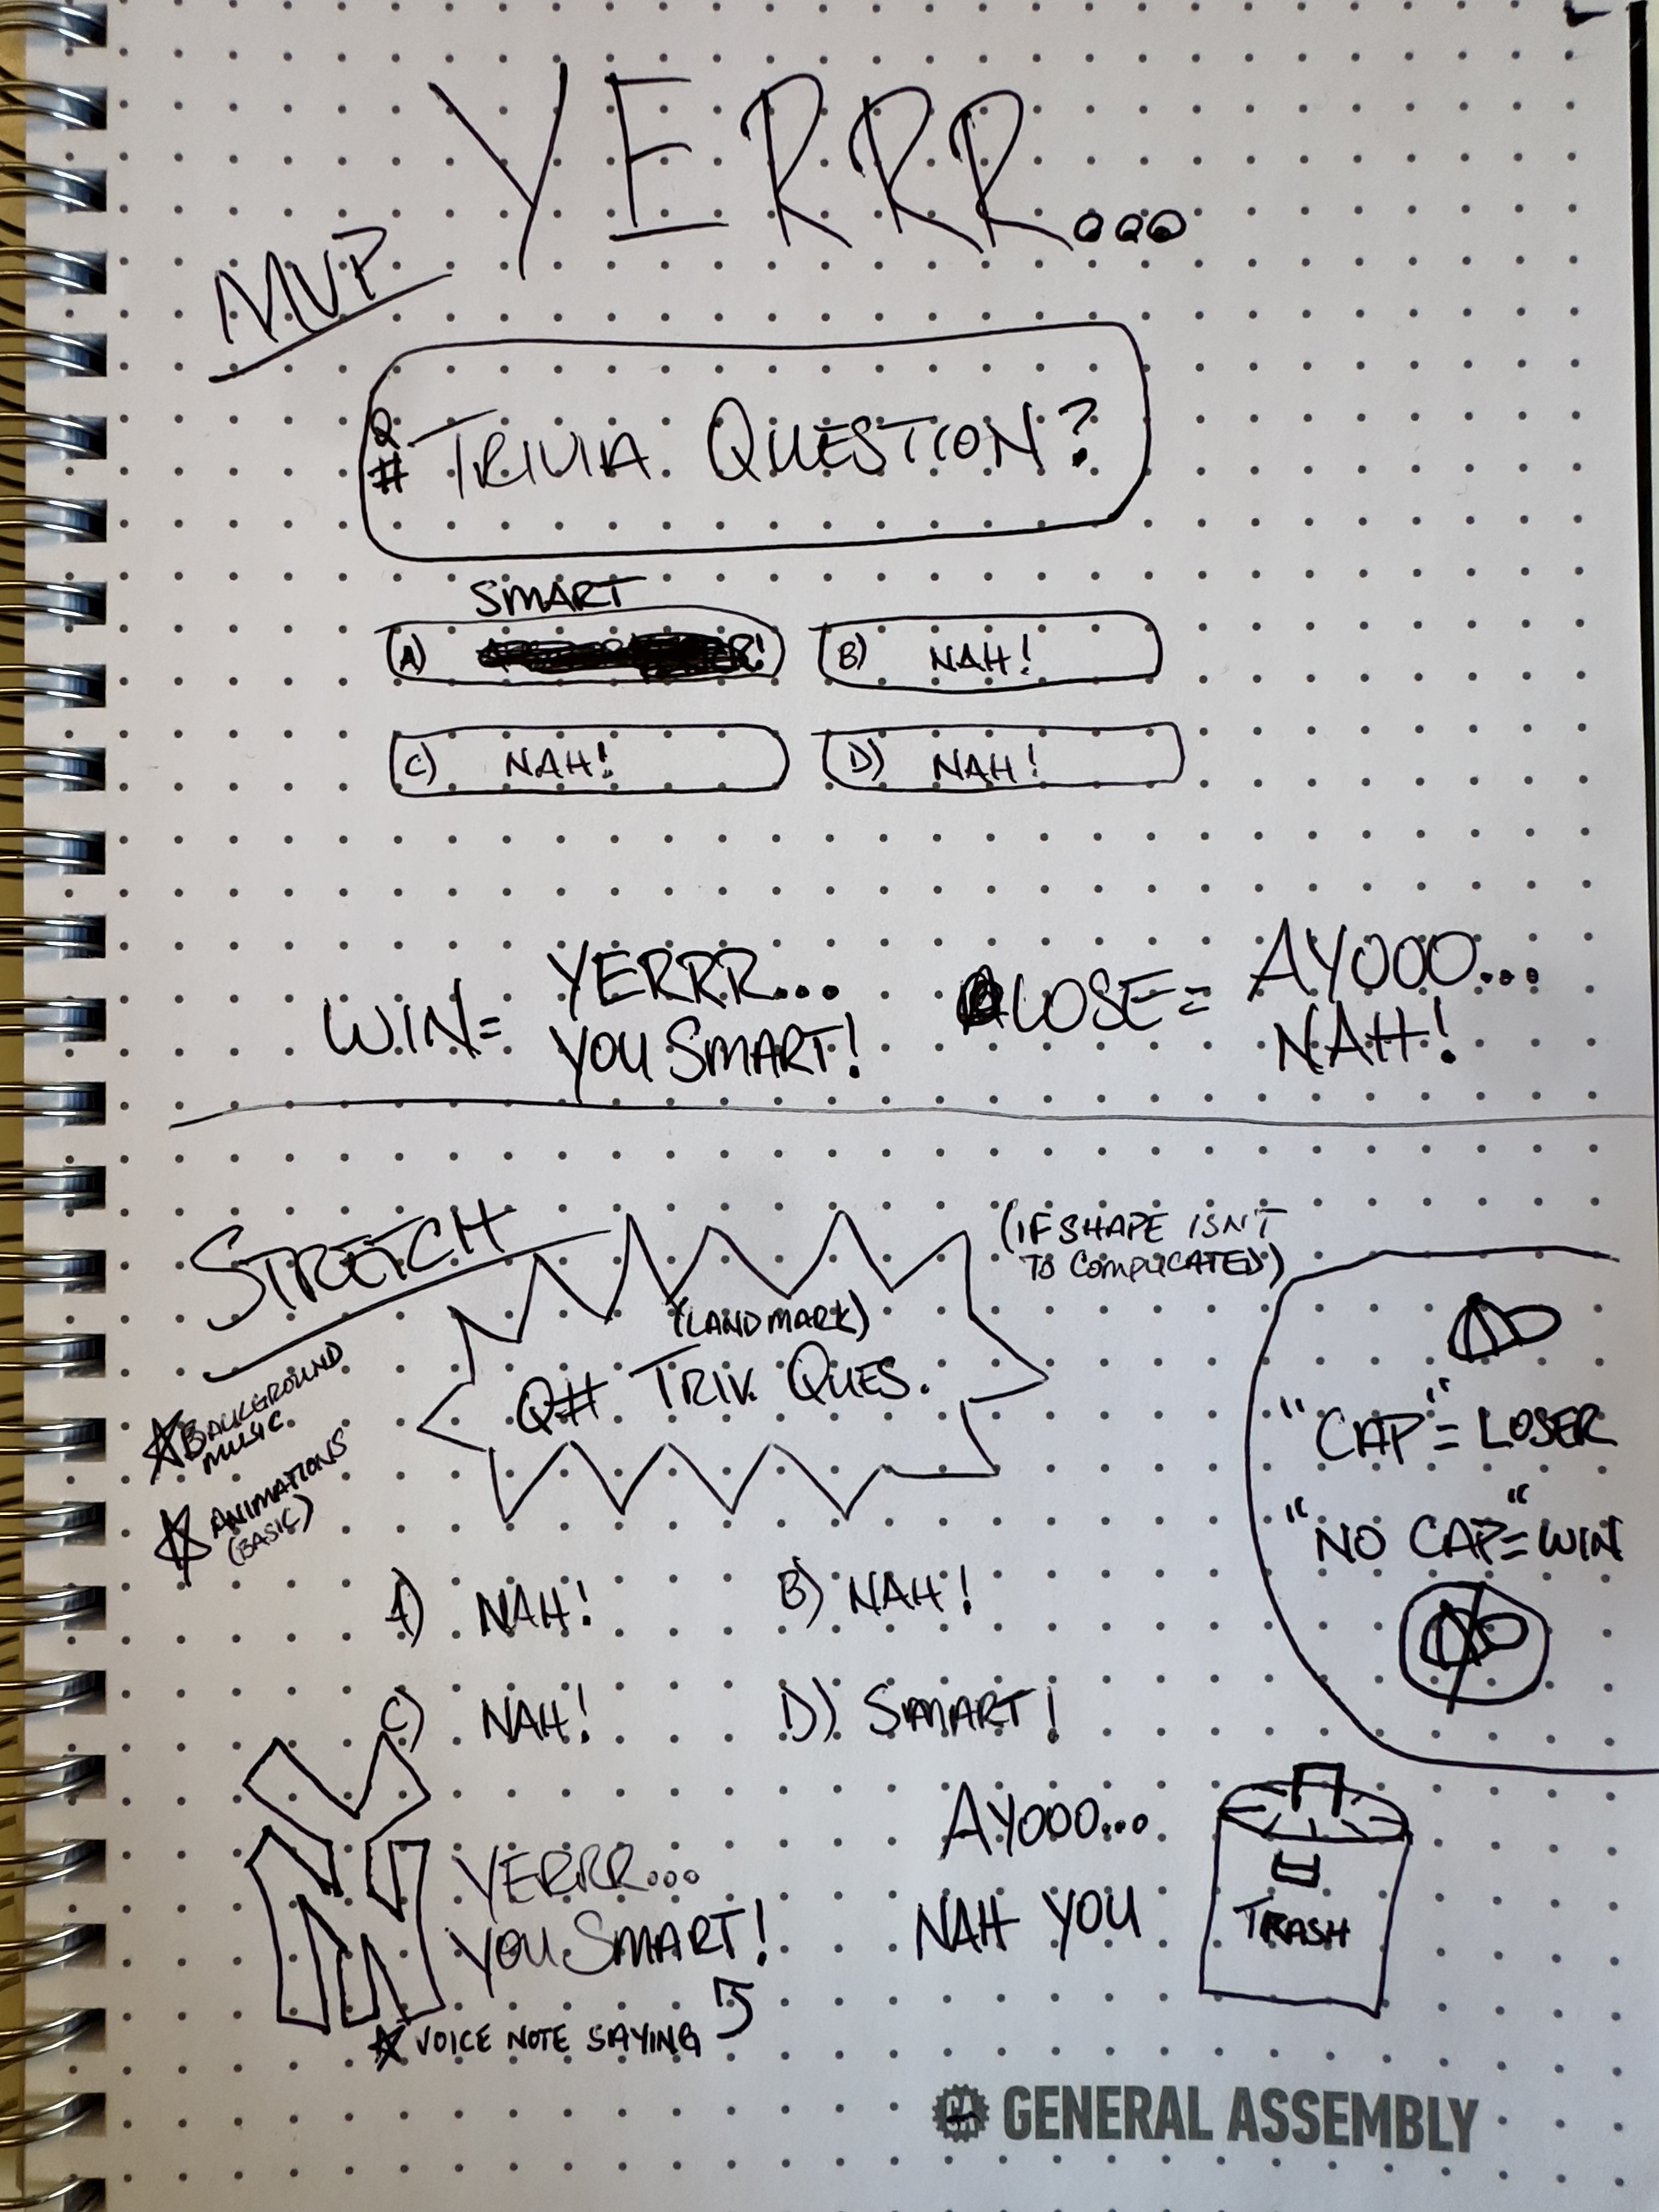 YERRR...
MVP
Q
# TRIVIA QUESTION?
SMART
A)
B) NAH!
C) NAH!
D) NAH!
WIN= YERRR...
YOU SMART!
LOSE= AYOOO...
NAH!
STRETCH
(IF SHAPE ISN'T
TO COMPLICATED)
(LANDMARK)
Q# TRIV. QUES.
BACKGROUND
MUSIC.
ANIMATIONS
(BASIC)
"CAP" = LOSER
"NO CAP" = WIN
A) NAH!
B) NAH!
C) NAH!
D) SMART!
NY
YERRR...
YOU SMART!
VOICE NOTE SAYING
AYOOO...
NAH YOU
TRASH
GENERAL ASSEMBLY